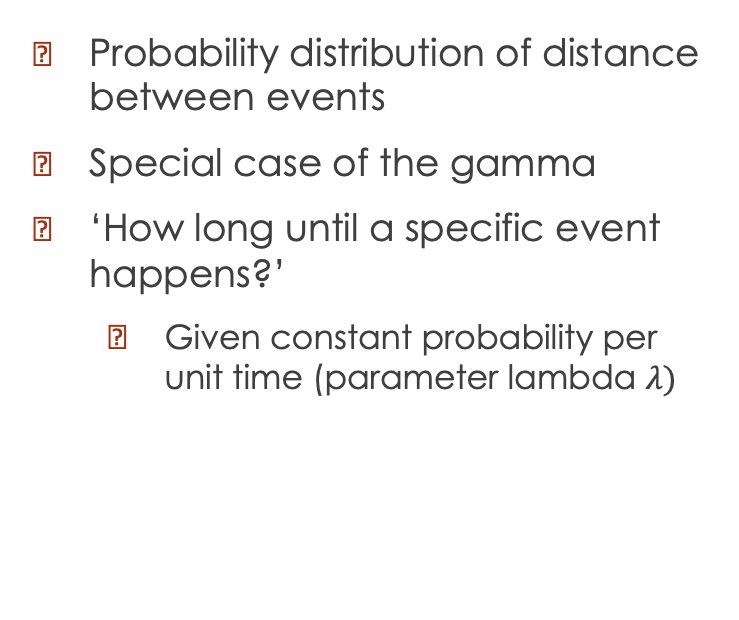 Probability distribution of distance
between events
Special case of the gamma
‘How long until a specific event
happens?’
Given constant probability per
unit time (parameter lambda 𝜆)